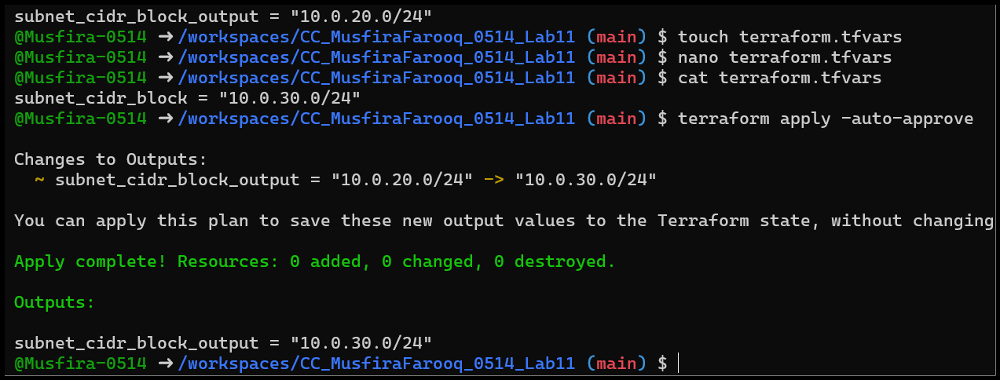 subnet_cidr_block_output = "10.0.20.0/24"
@Musfira-0514 ➜ /workspaces/CC_MusfiraFarooq_0514_Lab11 (main) $ touch terraform.tfvars
@Musfira-0514 ➜ /workspaces/CC_MusfiraFarooq_0514_Lab11 (main) $ nano terraform.tfvars
@Musfira-0514 ➜ /workspaces/CC_MusfiraFarooq_0514_Lab11 (main) $ cat terraform.tfvars
subnet_cidr_block = "10.0.30.0/24"
@Musfira-0514 ➜ /workspaces/CC_MusfiraFarooq_0514_Lab11 (main) $ terraform apply -auto-approve
Changes to Outputs:
  ~ subnet_cidr_block_output = "10.0.20.0/24" -> "10.0.30.0/24"
You can apply this plan to save these new output values to the Terraform state, without changing
Apply complete! Resources: 0 added, 0 changed, 0 destroyed.
Outputs:
subnet_cidr_block_output = "10.0.30.0/24"
@Musfira-0514 ➜ /workspaces/CC_MusfiraFarooq_0514_Lab11 (main) $